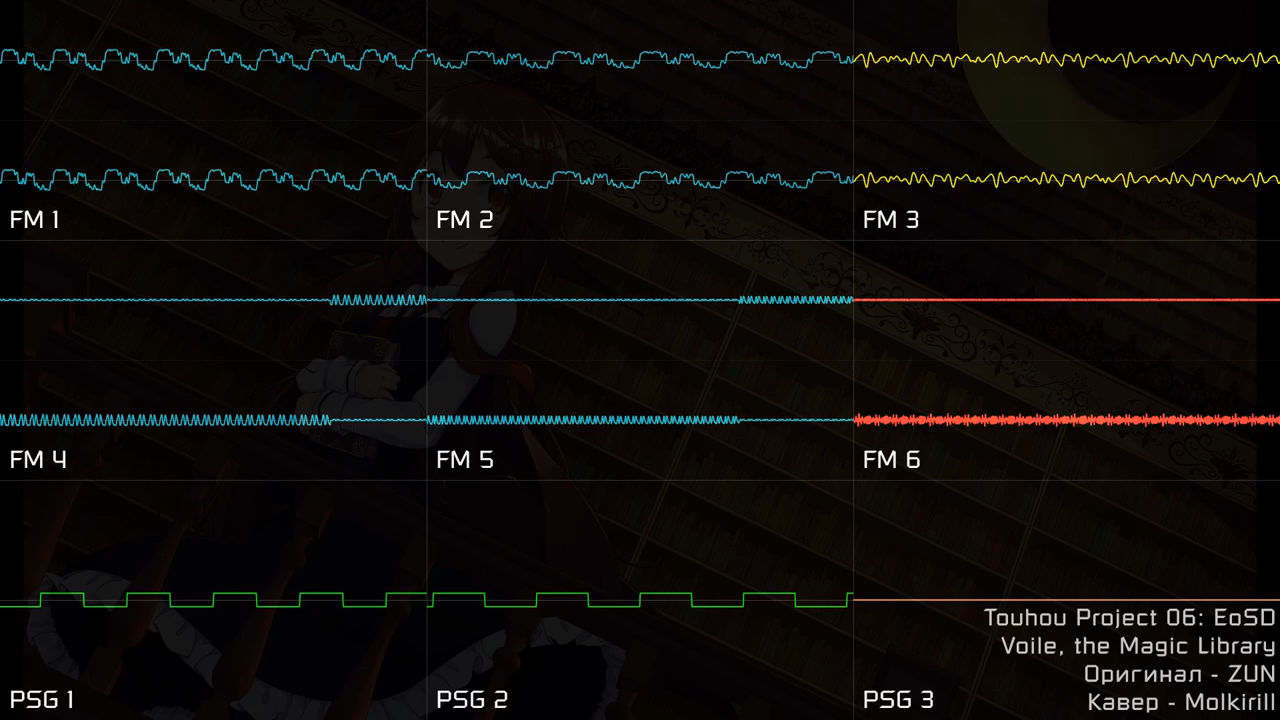 FM 1
FM 2
FM 3
FM 4
FM 5
FM 6
PSG 1
PSG 2
PSG 3
Touhou Project 06: EoSD
Voile, the Magic Library
Оригинал - ZUN
Кавер - Molkirill